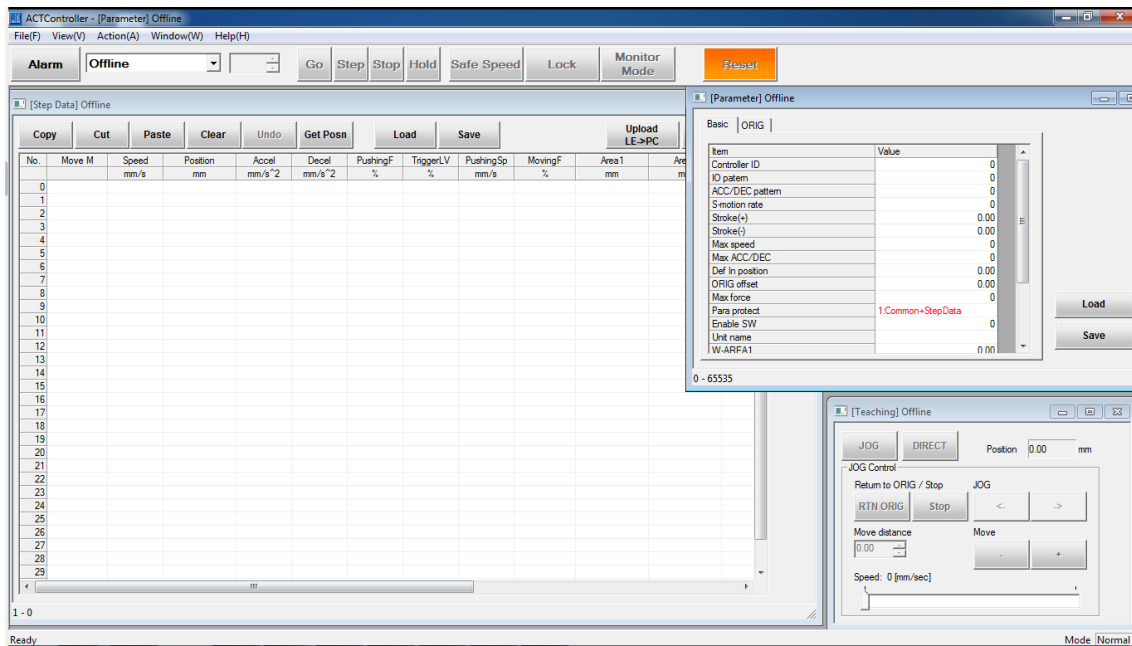 ACTController - [Parameter] Offline
File(F) View(V) Action(A) Window(W) Help(H)
Alarm Offline Go Step Stop Hold Safe Speed Lock Monitor Mode Reset
[Step Data] Offline
Copy Cut Paste Clear Undo Get Posn Load Save Upload LE->PC
No. Move M Speed Position Accel Decel PushingF TriggerLV PushingSp MovingF Area1 Are
mm/s mm mm/s^2 mm/s^2 % % mm/s % mm m
0
1
2
3
4
5
6
7
8
9
10
11
12
13
14
15
16
17
18
19
20
21
22
23
24
25
26
27
28
29
1 - 0
[Parameter] Offline
Basic ORIG
Item Value
Controller ID 0
IO patern 0
ACC/DEC pattern 0
S-motion rate 0
Stroke(+) 0.00
Stroke(-) 0.00
Max speed 0
Max ACC/DEC 0
Def In position 0.00
ORIG offset 0.00
Max force 0
Para protect 1:Common+StepData
Enable SW 0
Unit name
W-AREA1 0.00
Load
Save
0 - 65535
[Teaching] Offline
JOG DIRECT Position 0.00 mm
JOG Control
Return to ORIG / Stop JOG
RTN ORIG Stop <- ->
Move distance Move
0.00 - +
Speed: 0 [mm/sec]
Ready Mode Normal